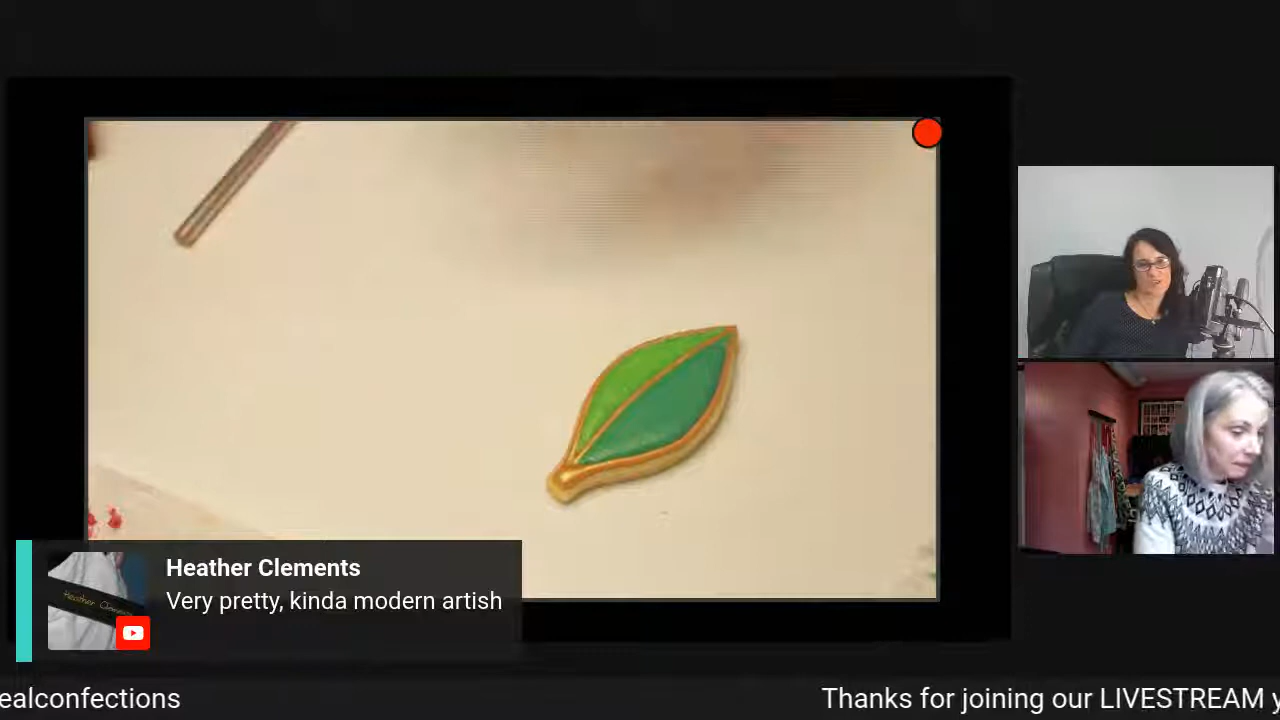 Heather Clements
Very pretty, kinda modern artish
ealconfections
Thanks for joining our LIVESTREAM y